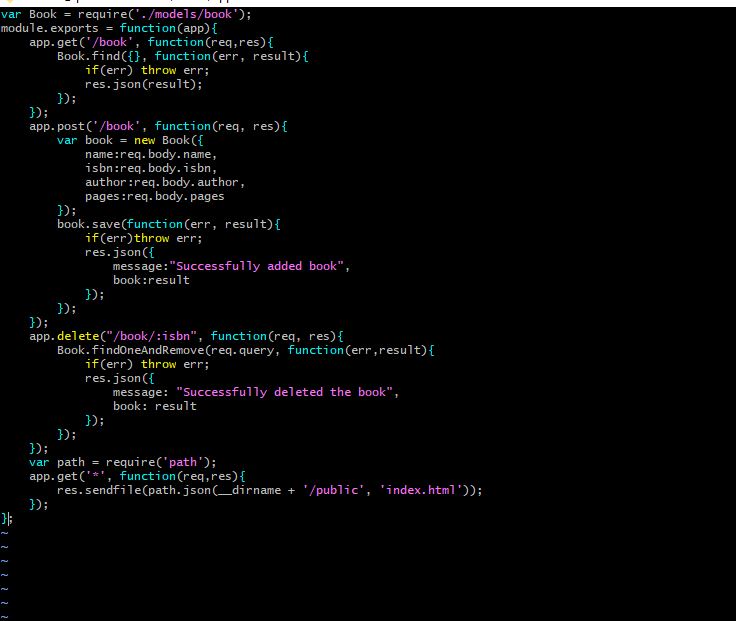 var Book = require('./models/book');
module.exports = function(app){
    app.get('/book', function(req,res){
        Book.find({}, function(err, result){
            if(err) throw err;
            res.json(result);
        });
    });
    app.post('/book', function(req, res){
        var book = new Book({
            name:req.body.name,
            isbn:req.body.isbn,
            author:req.body.author,
            pages:req.body.pages
        });
        book.save(function(err, result){
            if(err)throw err;
            res.json({
                message:"Successfully added book",
                book:result
            });
        });
    });
    app.delete("/book/:isbn", function(req, res){
        Book.findOneAndRemove(req.query, function(err,result){
            if(err) throw err;
            res.json({
                message: "Successfully deleted the book",
                book: result
            });
        });
    });
    var path = require('path');
    app.get('*', function(req,res){
        res.sendfile(path.json(__dirname + '/public', 'index.html'));
    });
};
~
~
~
~
~
~
~